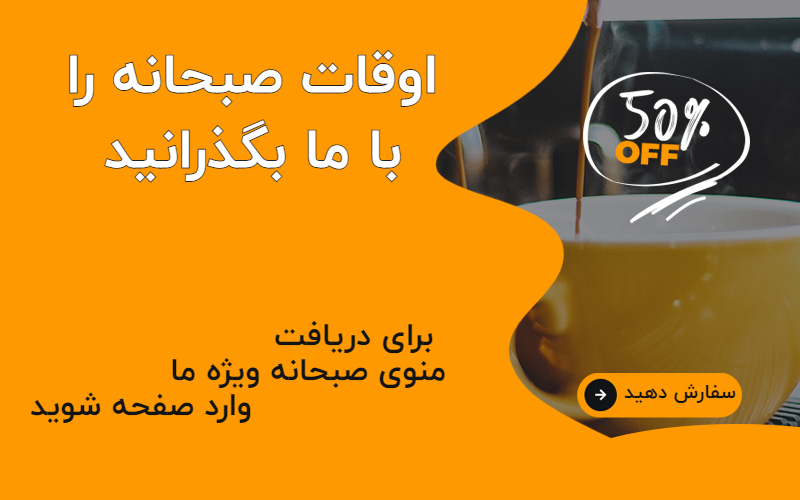 اوقات صبحانه را
با ما بگذرانید
50%
OFF
برای دریافت
منوی صبحانه ویژه ما
وارد صفحه شوید
سفارش دهید